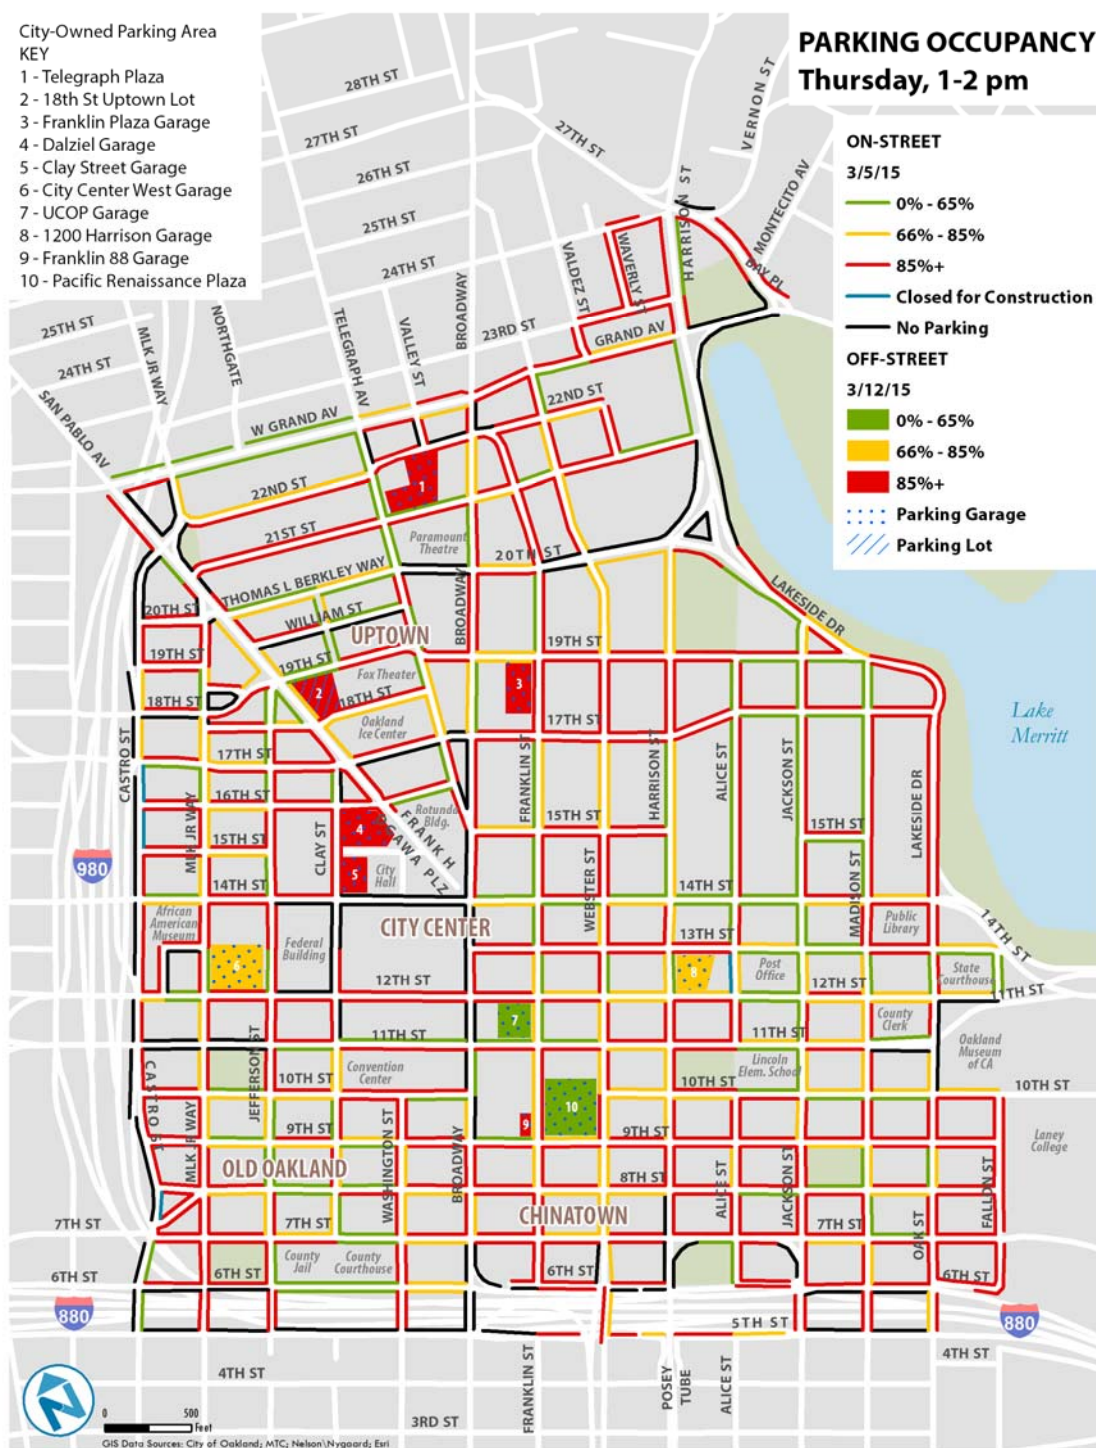 City-Owned Parking Area
KEY
1 - Telegraph Plaza
2 - 18th St Uptown Lot
3 - Franklin Plaza Garage
4 - Dalziel Garage
5 - Clay Street Garage
6 - City Center West Garage
7 - UCOP Garage
8 - 1200 Harrison Garage
9 - Franklin 88 Garage
10 - Pacific Renaissance Plaza
PARKING OCCUPANCY
Thursday, 1-2 pm
ON-STREET
3/5/15
0% - 65%
66% - 85%
85%+
Closed for Construction
No Parking
OFF-STREET
3/12/15
0% - 65%
66% - 85%
85%+
Parking Garage
Parking Lot
28TH ST
27TH ST
27TH ST
26TH ST
25TH ST
24TH ST
23RD ST
GRAND AV
22ND ST
VERNON ST
MONTECITO AV
HARRISON ST
BAY PL
WAVERLY ST
VALDEZ ST
BROADWAY
VALLEY ST
TELEGRAPH AV
NORTHGATE
MLK JR WAY
25TH ST
24TH ST
SAN PABLO AV
W GRAND AV
22ND ST
21ST ST
1
Paramount
Theatre
20TH ST
THOMAS L BERKLEY WAY
WILLIAM ST
UPTOWN
BROADWAY
LAKESIDE DR
20TH ST
19TH ST
18TH ST
19TH ST
19TH ST
Fox Theater
2
18TH ST
3
17TH ST
Oakland
Ice Center
Lake
Merritt
CASTRO ST
17TH ST
16TH ST
15TH ST
14TH ST
MLK JR WAY
CLAY ST
FRANKLIN ST
HARRISON ST
ALICE ST
JACKSON ST
LAKESIDE DR
15TH ST
15TH ST
Rotunda
Bldg.
FRANK H
OGAWA PLZ
4
5
City
Hall
980
WEBSTER ST
14TH ST
MADISON ST
14TH ST
African
American
Museum
Federal
Building
CITY CENTER
13TH ST
Public
Library
6
12TH ST
8
Post
Office
12TH ST
State
Courthouse
11TH ST
7
11TH ST
11TH ST
County
Clerk
Oakland
Museum
of CA
JEFFERSON ST
CASTRO ST
10TH ST
Convention
Center
10TH ST
Lincoln
Elem. School
10TH ST
MLK JR WAY
9TH ST
WASHINGTON ST
BROADWAY
9
10
9TH ST
Laney
College
OLD OAKLAND
8TH ST
ALICE ST
JACKSON ST
FALLON ST
7TH ST
7TH ST
CHINATOWN
7TH ST
OAK ST
6TH ST
6TH ST
County
Jail
County
Courthouse
6TH ST
6TH ST
880
5TH ST
880
4TH ST
FRANKLIN ST
POSEY
TUBE
ALICE ST
4TH ST
3RD ST
0
500
Feet
GIS Data Sources: City of Oakland; MTC; Nelson\Nygaard; Esri